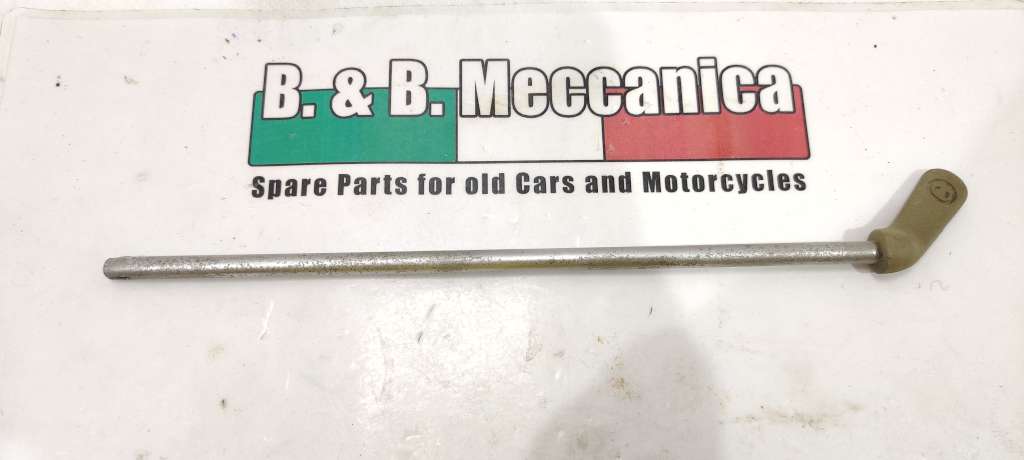 B. & B. Meccanica
Spare Parts for old Cars and Motorcycles